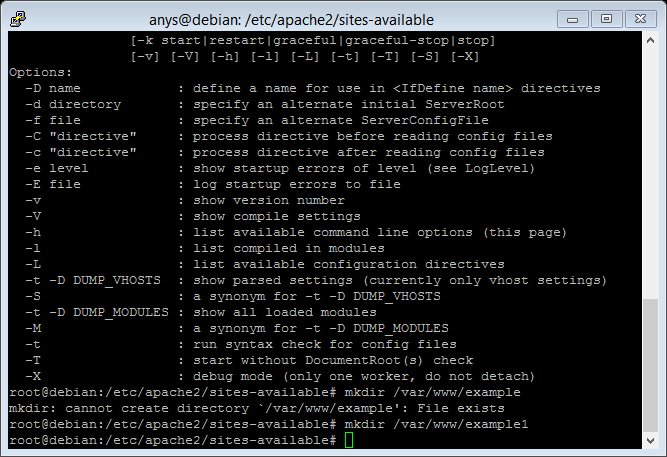 anys@debian: /etc/apache2/sites-available
[-k start|restart|graceful|graceful-stop|stop]
[-v] [-V] [-h] [-l] [-L] [-t] [-T] [-S] [-X]
Options:
-D name : define a name for use in <IfDefine name> directives
-d directory : specify an alternate initial ServerRoot
-f file : specify an alternate ServerConfigFile
-C "directive" : process directive before reading config files
-c "directive" : process directive after reading config files
-e level : show startup errors of level (see LogLevel)
-E file : log startup errors to file
-v : show version number
-V : show compile settings
-h : list available command line options (this page)
-l : list compiled in modules
-L : list available configuration directives
-t -D DUMP_VHOSTS : show parsed settings (currently only vhost settings)
-S : a synonym for -t -D DUMP_VHOSTS
-t -D DUMP_MODULES : show all loaded modules
-M : a synonym for -t -D DUMP_MODULES
-t : run syntax check for config files
-T : start without DocumentRoot(s) check
-X : debug mode (only one worker, do not detach)
root@debian:/etc/apache2/sites-available# mkdir /var/www/example
mkdir: cannot create directory `/var/www/example': File exists
root@debian:/etc/apache2/sites-available# mkdir /var/www/example1
root@debian:/etc/apache2/sites-available#